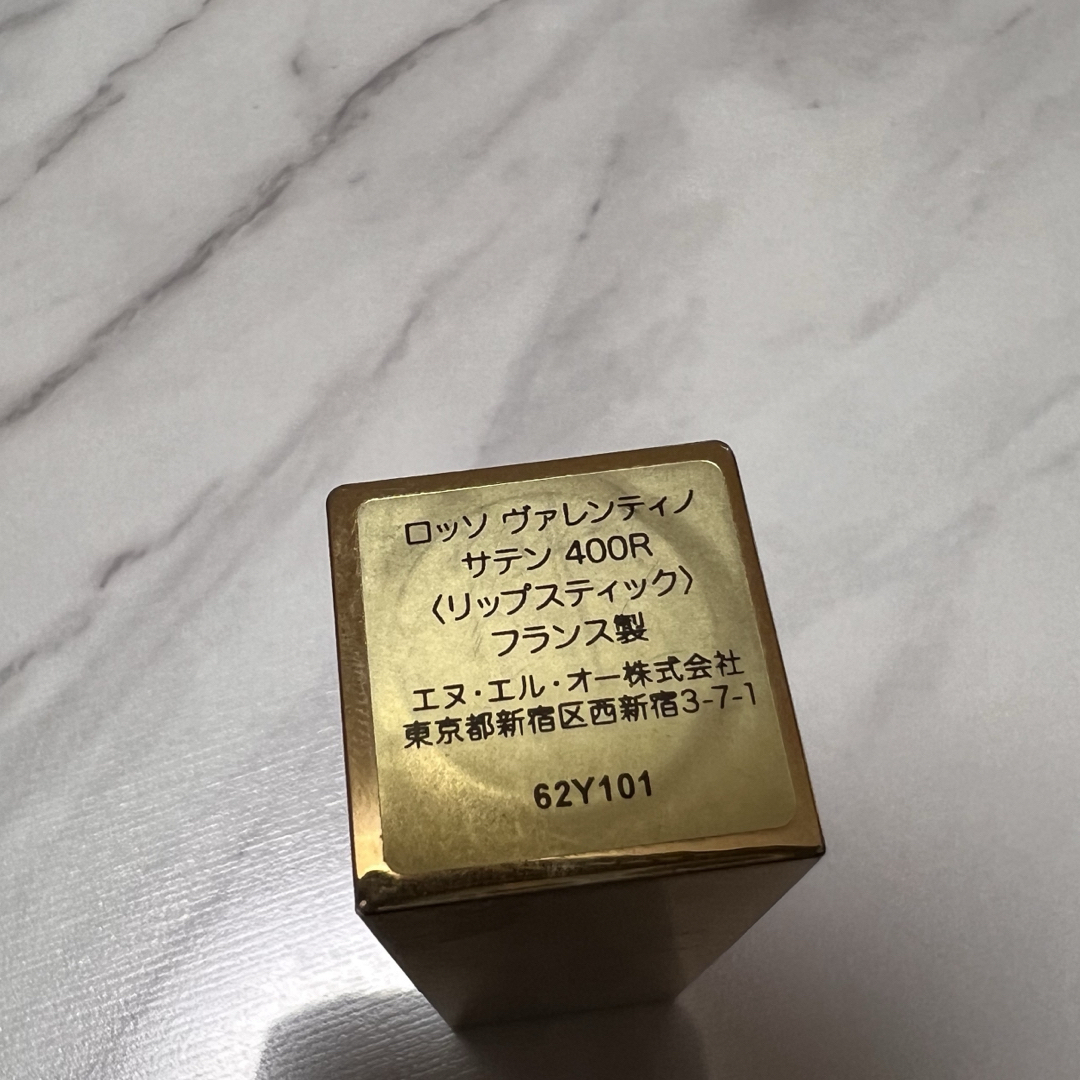 ロッソ ヴァレンティノ
サテン 400R
〈リップスティック〉
フランス製
エヌ・エル・オー株式会社
東京都新宿区西新宿3-7-1
62Y101